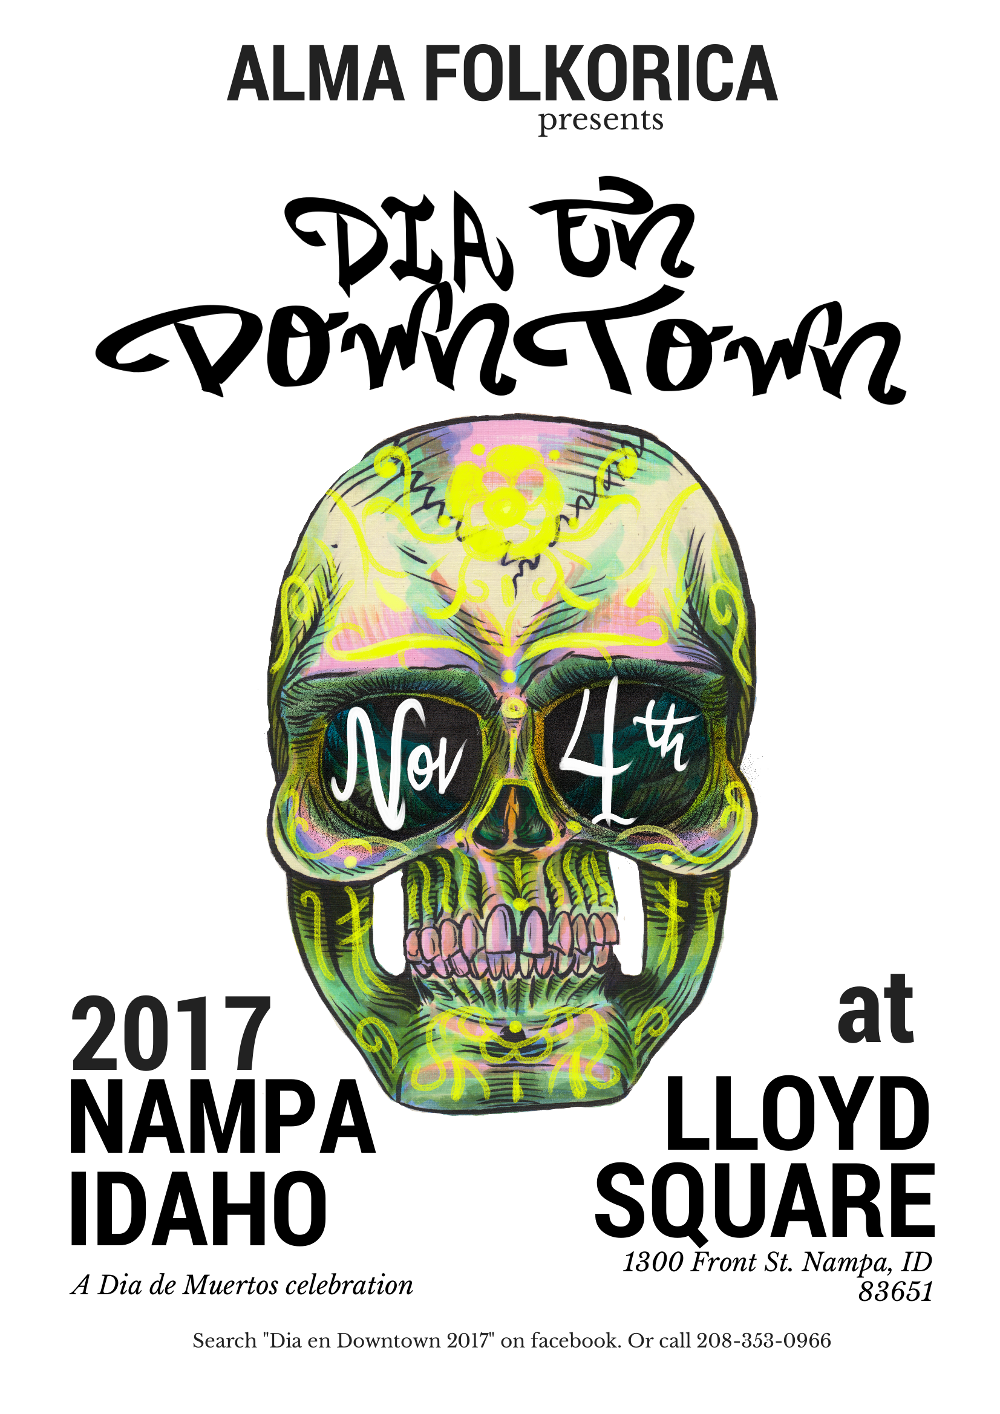 ALMA FOLKORICA
presents
DIA En
DownTown
Nov 4th
2017
NAMPA
IDAHO
A Dia de Muertos celebration
at
LLOYD
SQUARE
1300 Front St. Nampa, ID
83651
Search "Dia en Downtown 2017" on facebook. Or call 208-353-0966